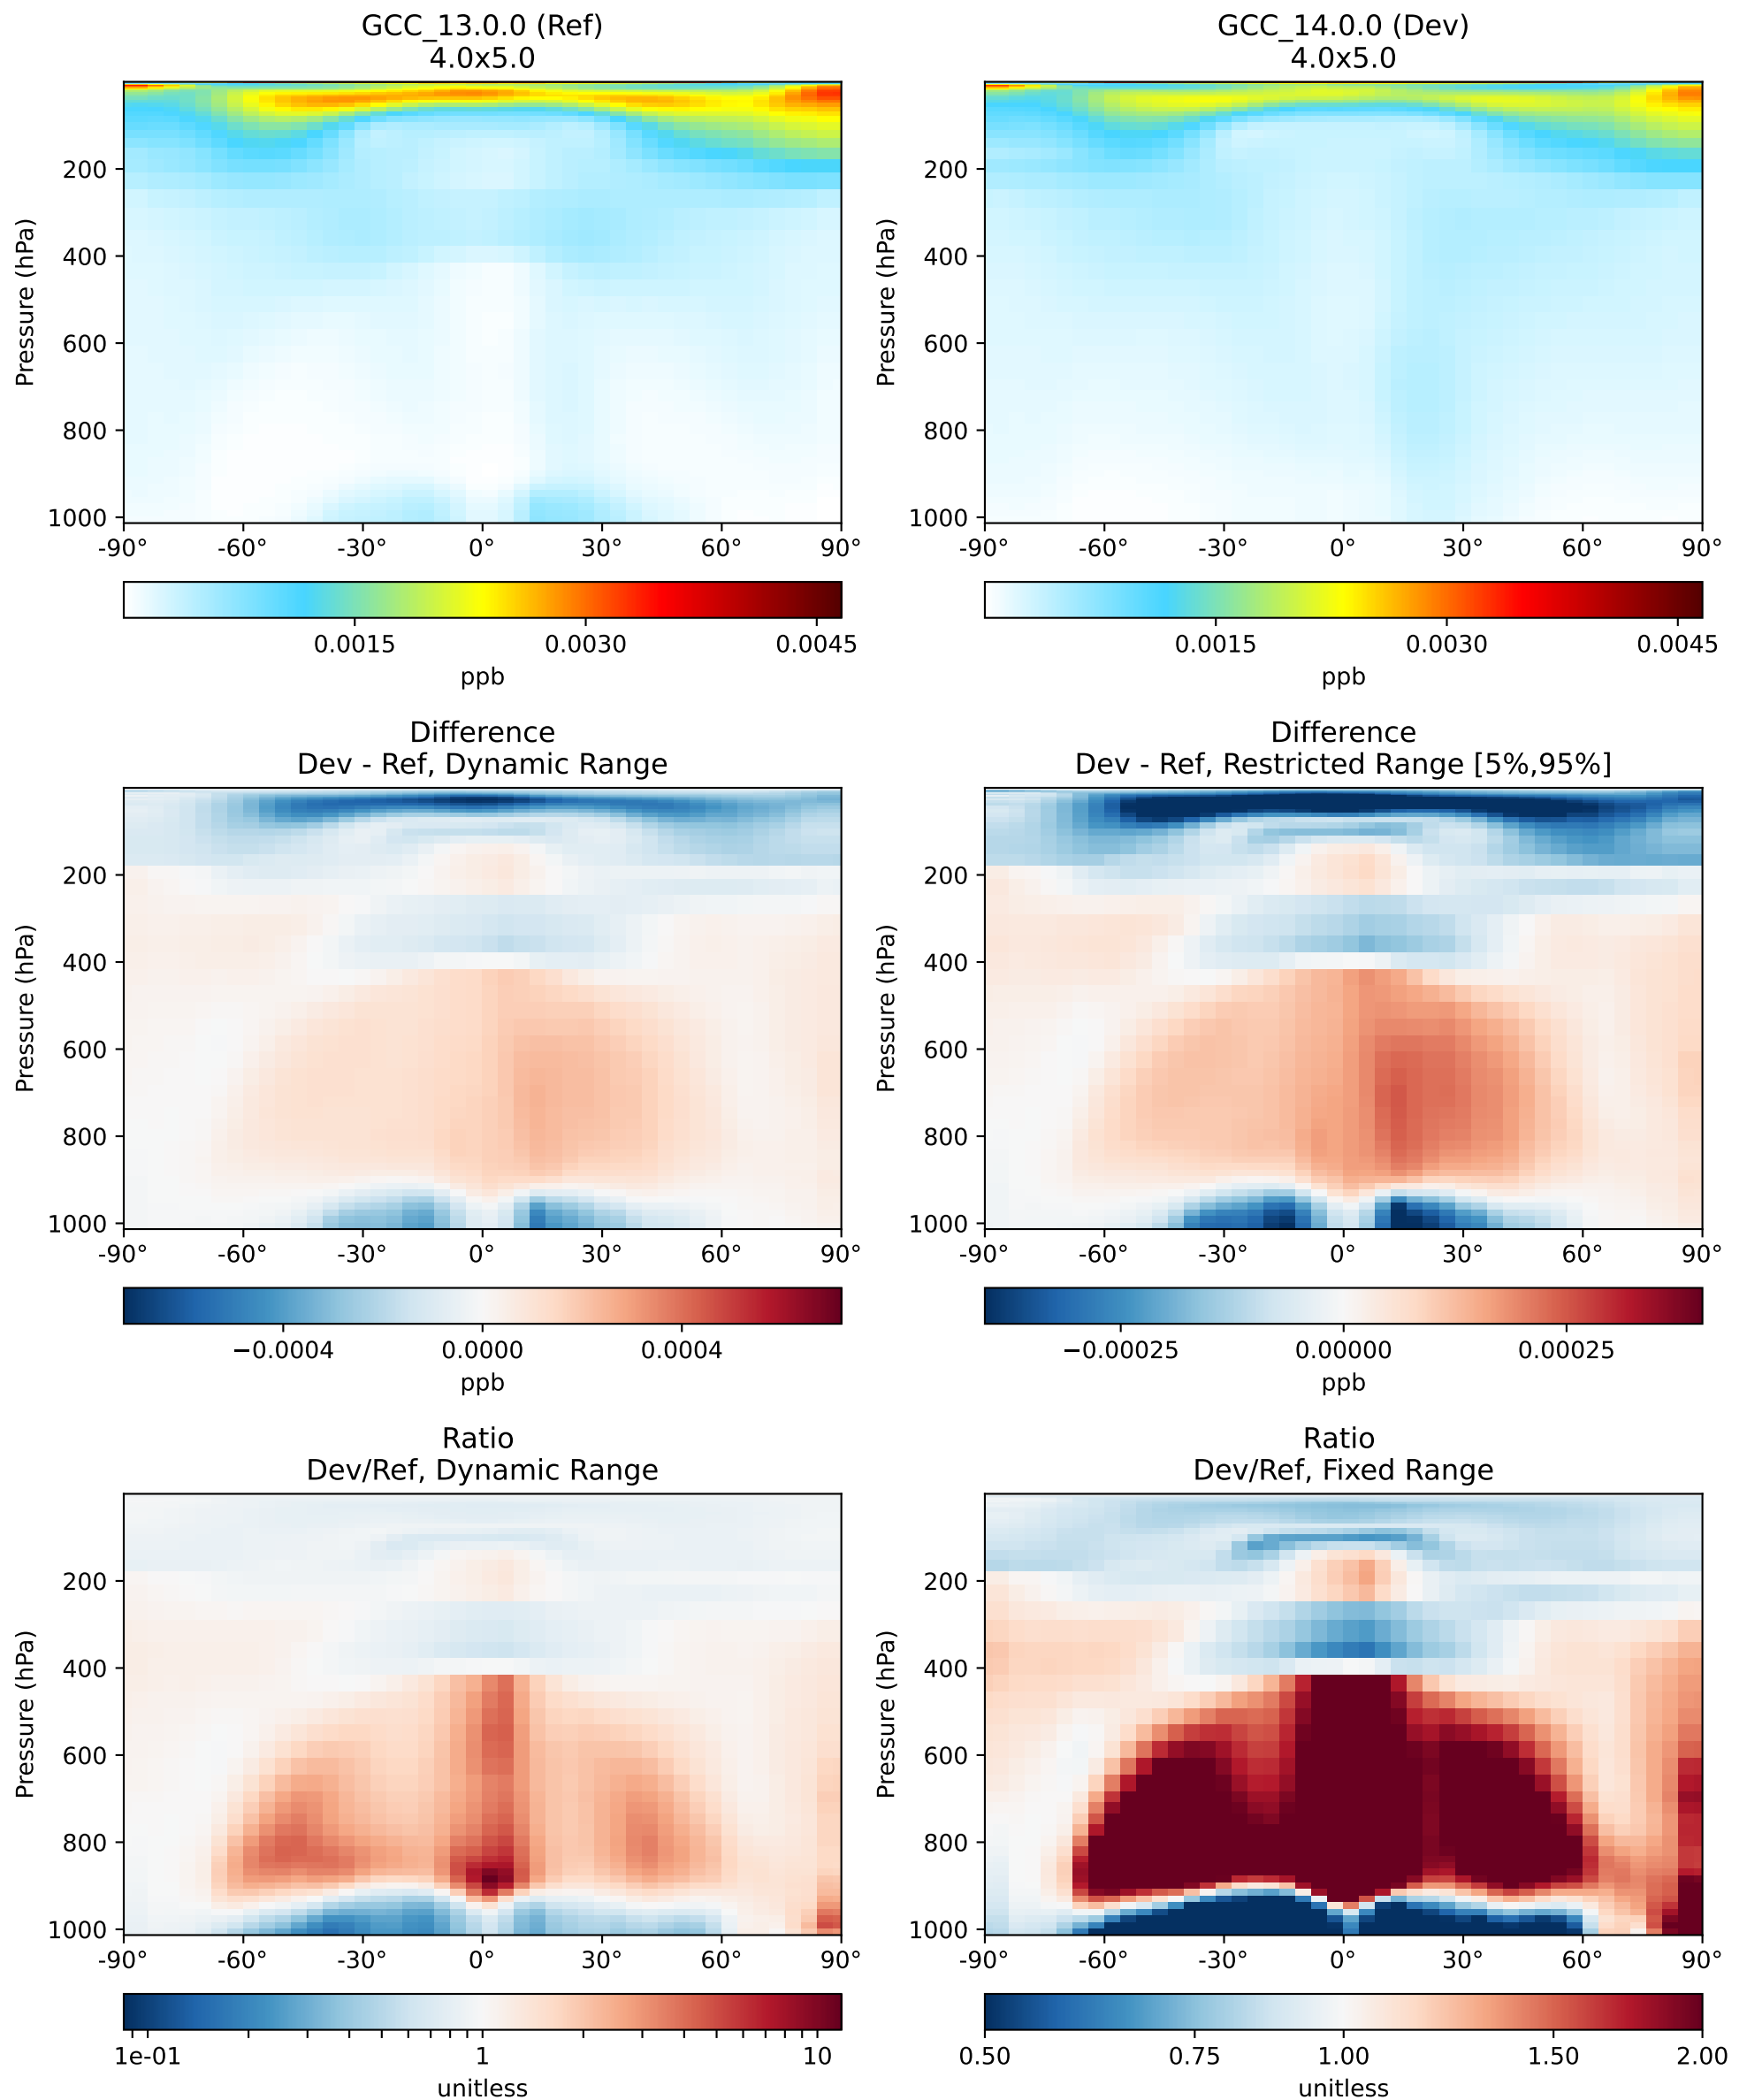 GCC_13.0.0 (Ref)
4.0x5.0
Pressure (hPa)
200
400
600
800
1000
-90° -60° -30° 0° 30° 60° 90°
0.0015 0.0030 0.0045
ppb
GCC_14.0.0 (Dev)
4.0x5.0
Pressure (hPa)
200
400
600
800
1000
-90° -60° -30° 0° 30° 60° 90°
0.0015 0.0030 0.0045
ppb
Difference
Dev - Ref, Dynamic Range
Pressure (hPa)
200
400
600
800
1000
-90° -60° -30° 0° 30° 60° 90°
−0.0004 0.0000 0.0004
ppb
Difference
Dev - Ref, Restricted Range [5%,95%]
Pressure (hPa)
200
400
600
800
1000
-90° -60° -30° 0° 30° 60° 90°
−0.00025 0.00000 0.00025
ppb
Ratio
Dev/Ref, Dynamic Range
Pressure (hPa)
200
400
600
800
1000
-90° -60° -30° 0° 30° 60° 90°
1e-01 1 10
unitless
Ratio
Dev/Ref, Fixed Range
Pressure (hPa)
200
400
600
800
1000
-90° -60° -30° 0° 30° 60° 90°
0.50 0.75 1.00 1.50 2.00
unitless